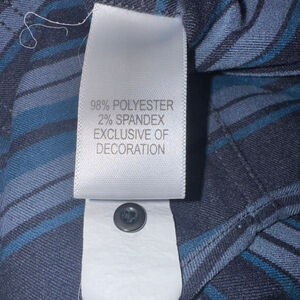 98% POLYESTER
2% SPANDEX
EXCLUSIVE OF
DECORATION